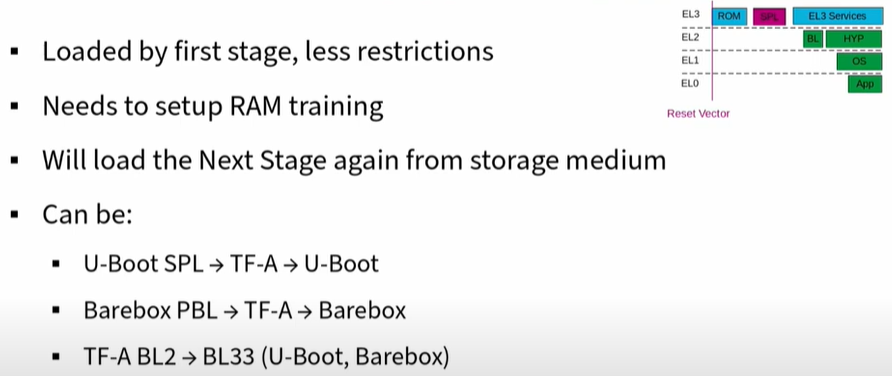 EL3 ROM SPL EL3 Services
EL2 BL HYP
EL1 OS
EL0 App
Reset Vector
▪ Loaded by first stage, less restrictions
▪ Needs to setup RAM training
▪ Will load the Next Stage again from storage medium
▪ Can be:
▪ U-Boot SPL → TF-A → U-Boot
▪ Barebox PBL → TF-A → Barebox
▪ TF-A BL2 → BL33 (U-Boot, Barebox)